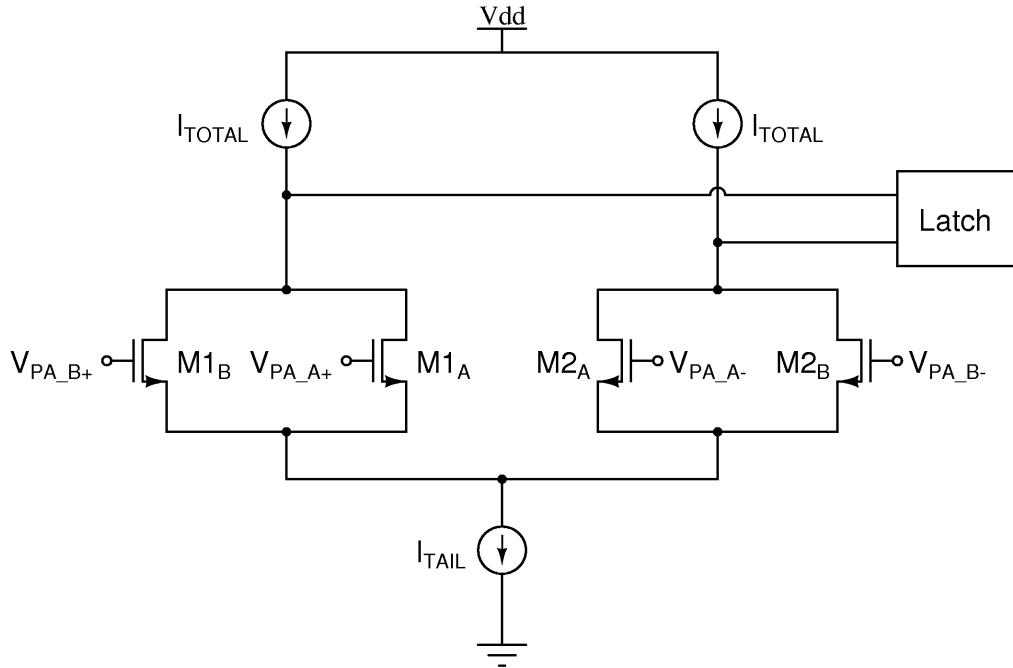 Vdd
I_TOTAL
I_TOTAL
Latch
V_PA_B+
M1_B
V_PA_A+
M1_A
M2_A
V_PA_A-
M2_B
V_PA_B-
I_TAIL